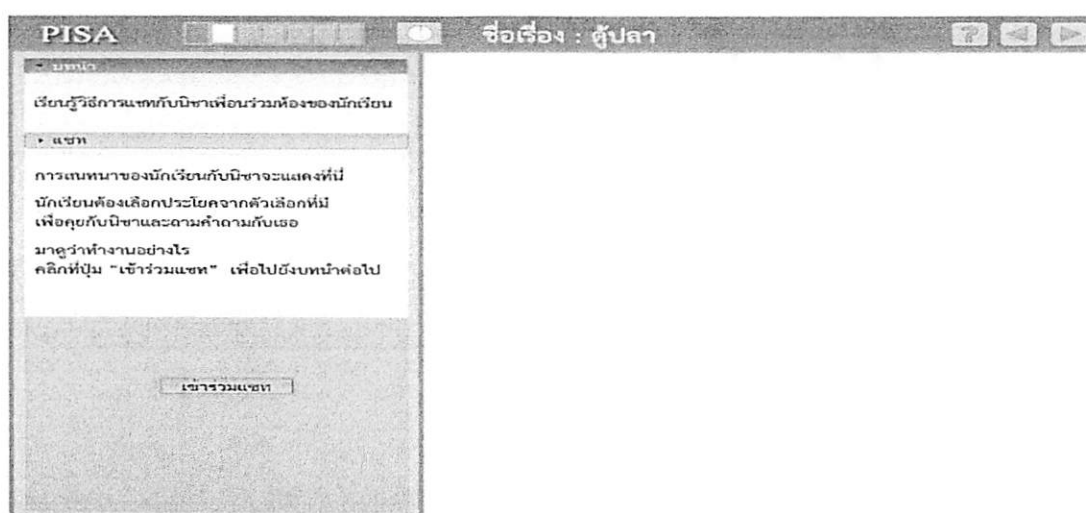 PISA
ชื่อเรื่อง : ตู้ปลา
บทนำ
เรียนรู้วิธีการแชทกับนิชาเพื่อนร่วมห้องของนักเรียน
แชท
การสนทนาของนักเรียนกับนิชาจะแสดงที่นี่
นักเรียนต้องเลือกประโยคจากตัวเลือกที่มี
เพื่อคุยกับนิชาและถามคำถามกับเธอ
มาดูว่าทำงานอย่างไร
คลิกที่ปุ่ม "เข้าร่วมแชท" เพื่อไปยังบทนำต่อไป
เข้าร่วมแชท